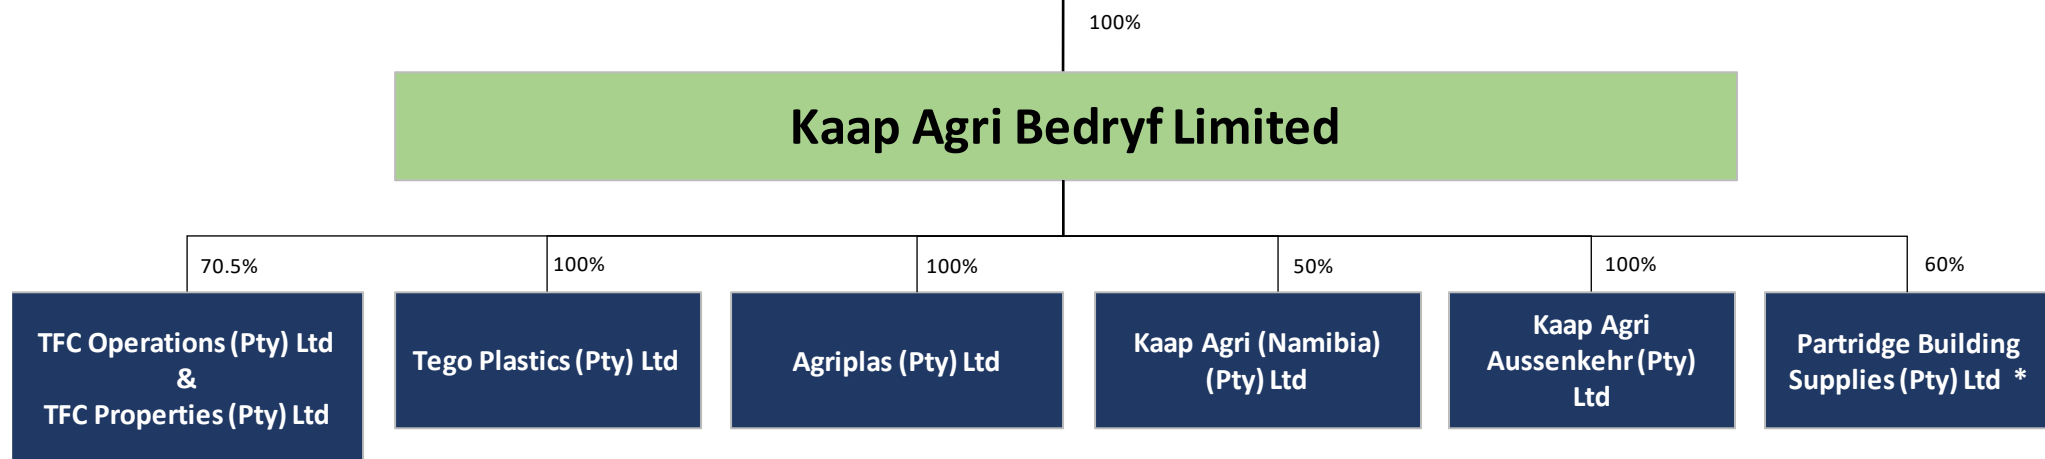 100%
Kaap Agri Bedryf Limited
70.5%
100%
100%
50%
100%
60%
TFC Operations (Pty) Ltd
&
TFC Properties (Pty) Ltd
Tego Plastics (Pty) Ltd
Agriplas (Pty) Ltd
Kaap Agri (Namibia)
(Pty) Ltd
Kaap Agri
Aussenkehr (Pty)
Ltd
Partridge Building
Supplies (Pty) Ltd *